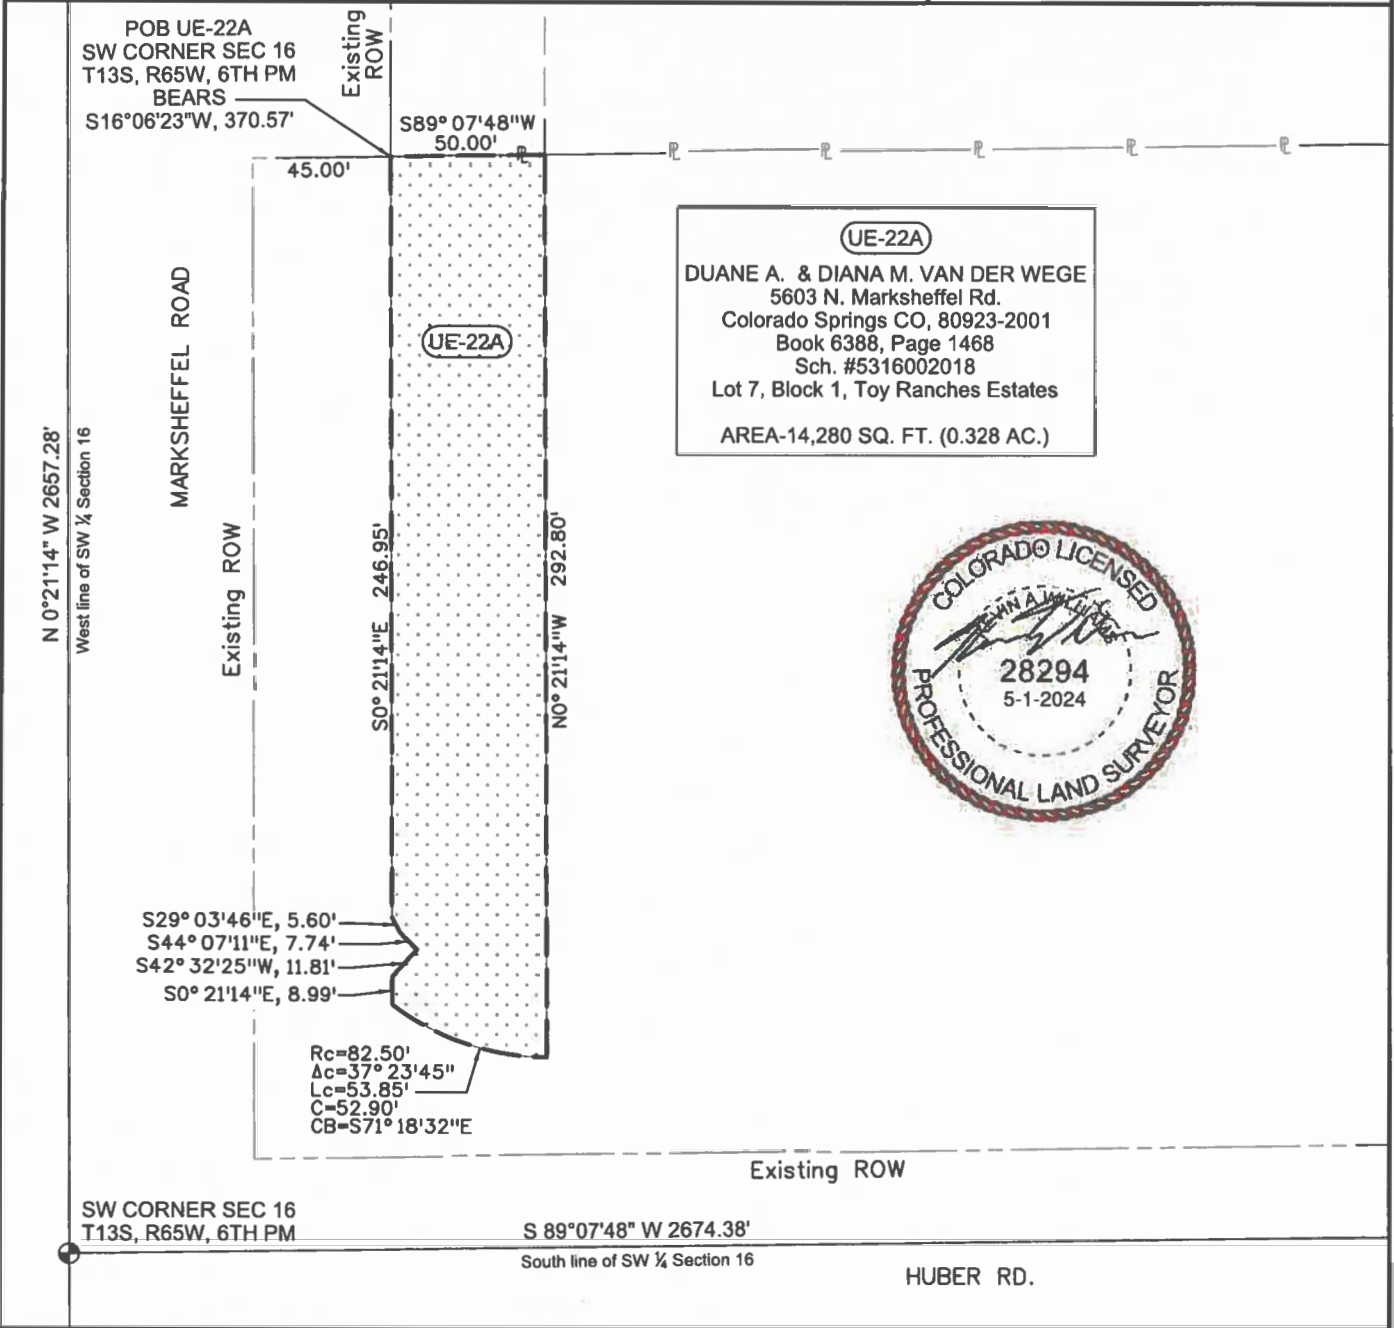 POB UE-22A
SW CORNER SEC 16
T13S, R65W, 6TH PM
BEARS
S16°06'23"W, 370.57'
Existing
ROW
S89° 07'48"W
50.00'
45.00'
PL
PL
PL
PL
PL
PL
UE-22A
DUANE A. & DIANA M. VAN DER WEGE
5603 N. Marksheffel Rd.
Colorado Springs CO, 80923-2001
Book 6388, Page 1468
Sch. #5316002018
Lot 7, Block 1, Toy Ranches Estates
AREA-14,280 SQ. FT. (0.328 AC.)
UE-22A
MARKSHEFFEL ROAD
N 0°21'14" W 2657.28'
West line of SW ¼ Section 16
Existing ROW
S0° 21'14"E 246.95'
N0° 21'14"W 292.80'
COLORADO LICENSED
28294
5-1-2024
PROFESSIONAL LAND SURVEYOR
S29° 03'46"E, 5.60'
S44° 07'11"E, 7.74'
S42° 32'25"W, 11.81'
S0° 21'14"E, 8.99'
Rc=82.50'
Δc=37° 23'45"
Lc=53.85'
C=52.90'
CB=S71° 18'32"E
Existing ROW
SW CORNER SEC 16
T13S, R65W, 6TH PM
S 89°07'48" W 2674.38'
South line of SW ¼ Section 16
HUBER RD.